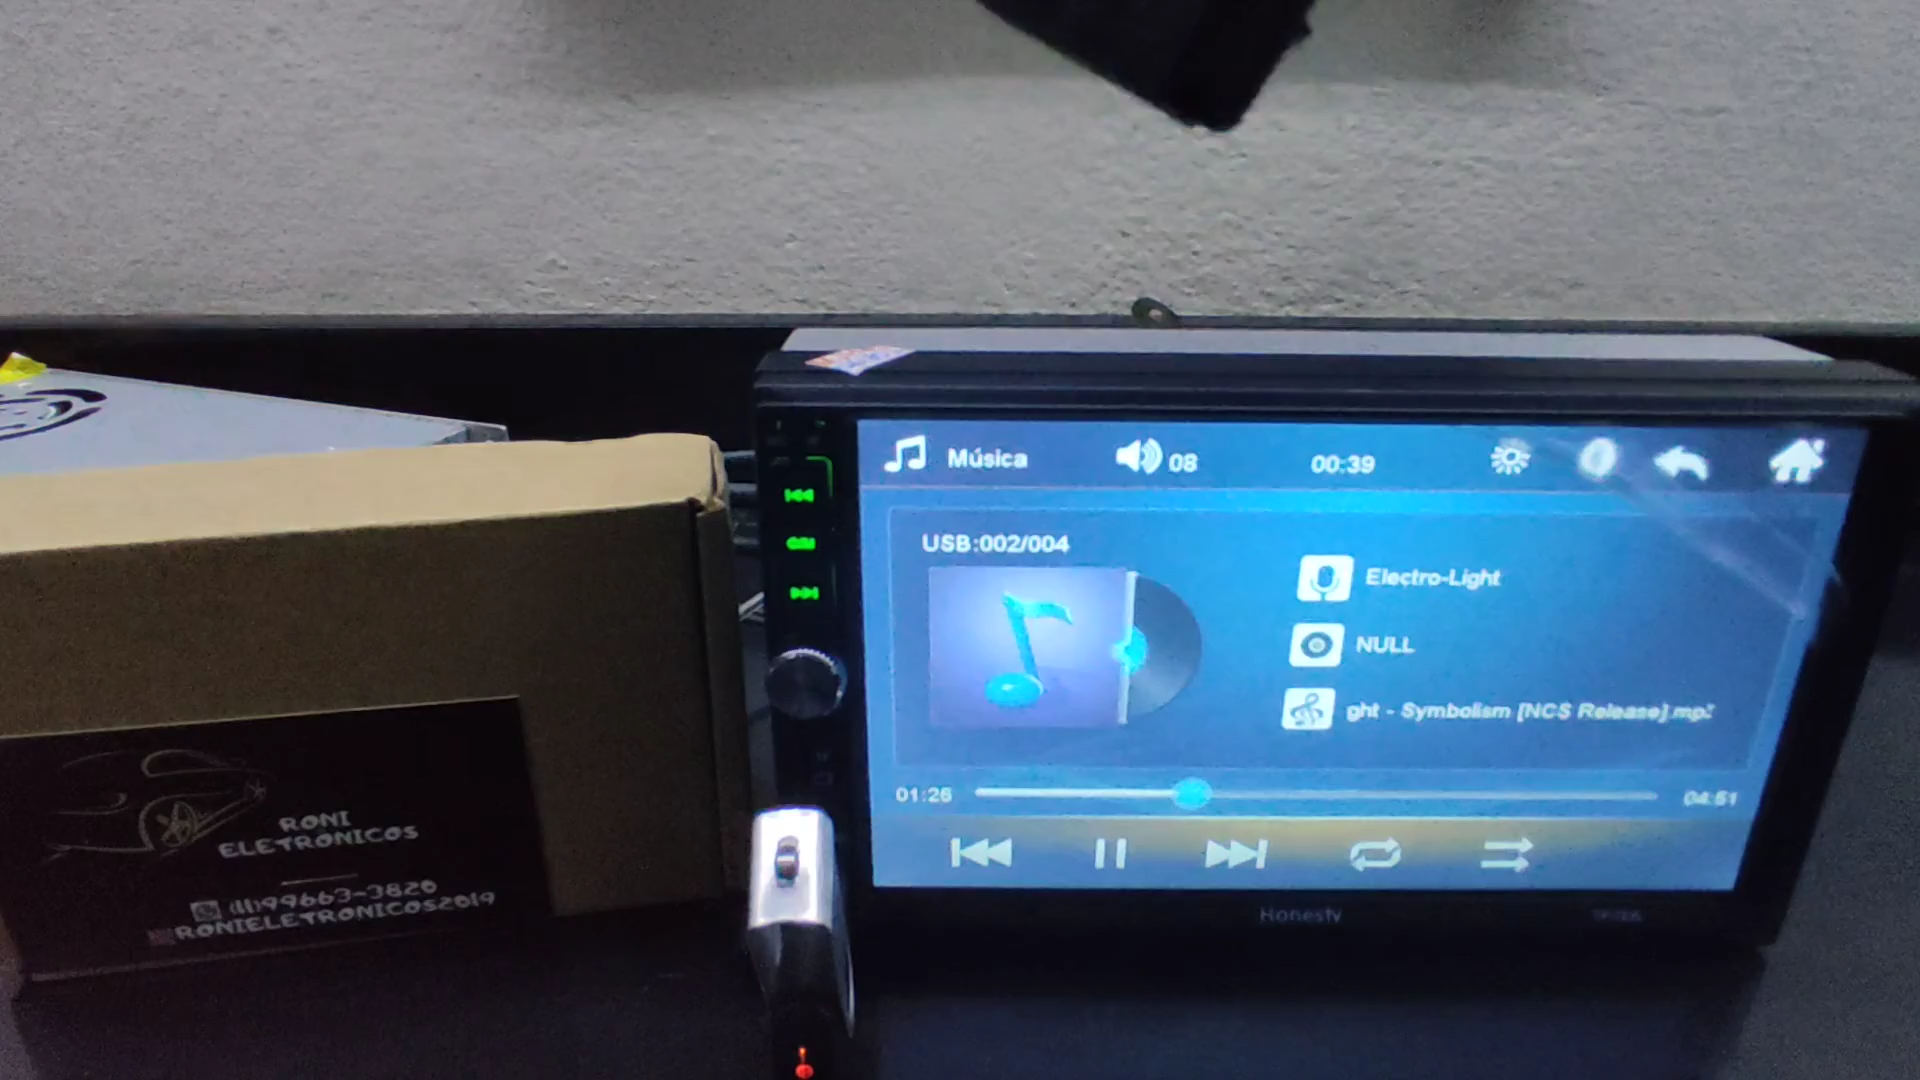 Música
08
00:39
USB:002/004
Electro-Light
NULL
ght - Symbolism [NCS Release].mp3
01:26
04:51
Honesty
RONI
ELETRONICOS
(11)99663-3820
RONIELETRONICOS2019